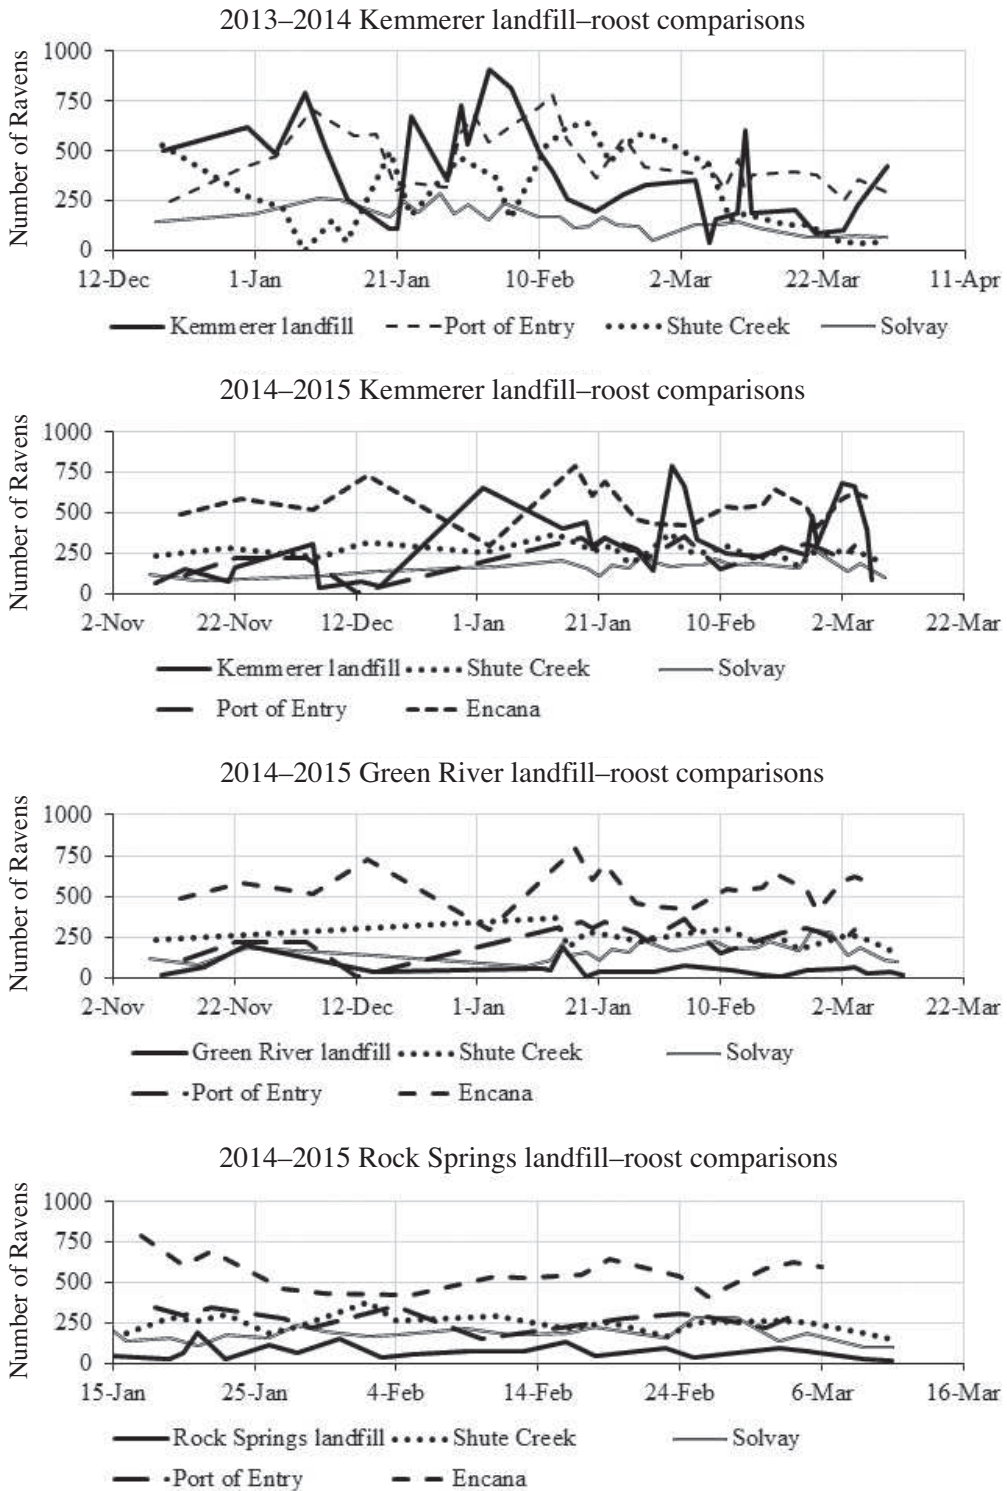 2013–2014 Kemmerer landfill–roost comparisons
Number of Ravens
1000
750
500
250
0
12-Dec 1-Jan 21-Jan 10-Feb 2-Mar 22-Mar 11-Apr
Kemmerer landfill Port of Entry Shute Creek Solvay
2014–2015 Kemmerer landfill–roost comparisons
Number of Ravens
1000
750
500
250
0
2-Nov 22-Nov 12-Dec 1-Jan 21-Jan 10-Feb 2-Mar 22-Mar
Kemmerer landfill Shute Creek Solvay
Port of Entry Encana
2014–2015 Green River landfill–roost comparisons
Number of Ravens
1000
750
500
250
0
2-Nov 22-Nov 12-Dec 1-Jan 21-Jan 10-Feb 2-Mar 22-Mar
Green River landfill Shute Creek Solvay
Port of Entry Encana
2014–2015 Rock Springs landfill–roost comparisons
Number of Ravens
1000
750
500
250
0
15-Jan 25-Jan 4-Feb 14-Feb 24-Feb 6-Mar 16-Mar
Rock Springs landfill Shute Creek Solvay
Port of Entry Encana